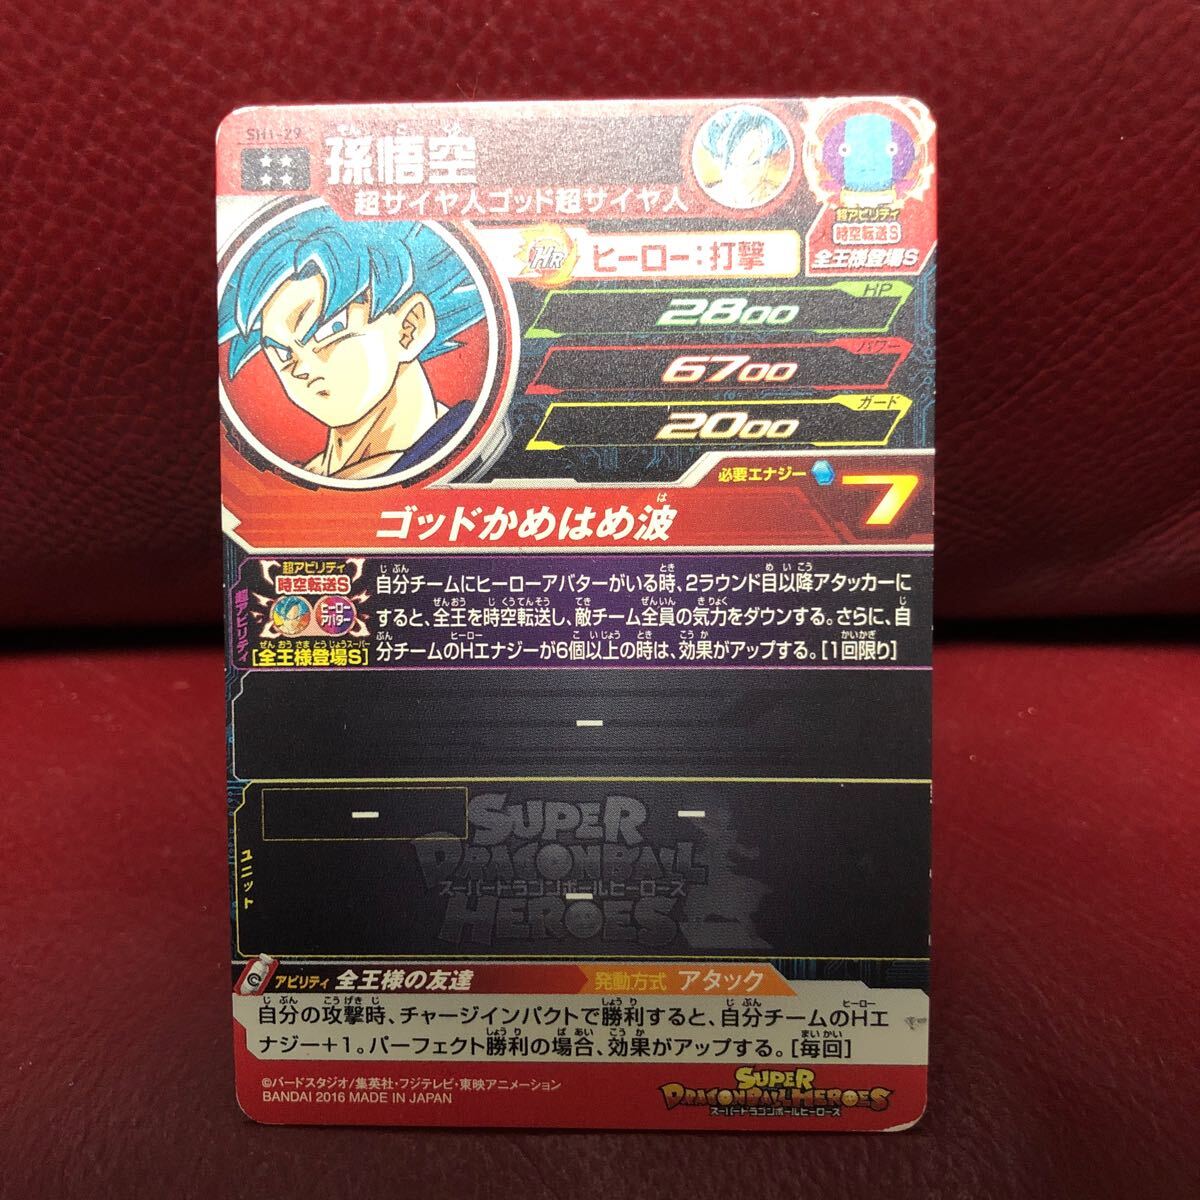 SH1-29
孫悟空
超サイヤ人ゴッド超サイヤ人
超アビリティ
時空転送S
全王様登場S
HR
ヒーロー：打撃
HP
2800
パワー
6700
ガード
2000
必要エナジー 7
ゴッドかめはめ波
超アビリティ
超アビリティ
時空転送S
ヒーローアバター
[全王様登場S]
自分チームにヒーローアバターがいる時、2ラウンド目以降アタッカーに
すると、全王を時空転送し、敵チーム全員の気力をダウンする。さらに、自
分チームのHエナジーが6個以上の時は、効果がアップする。[1回限り]
ー
ユニット
ー
ー
ー
SUPER
DRAGONBALL
スーパードラゴンボールヒーローズ
HEROES
アビリティ 全王様の友達
発動方式 アタック
自分の攻撃時、チャージインパクトで勝利すると、自分チームのHエ
ナジー＋1。パーフェクト勝利の場合、効果がアップする。[毎回]
©バードスタジオ/集英社・フジテレビ・東映アニメーション
BANDAI 2016 MADE IN JAPAN
SUPER
DRAGONBALL HEROES
スーパードラゴンボールヒーローズ